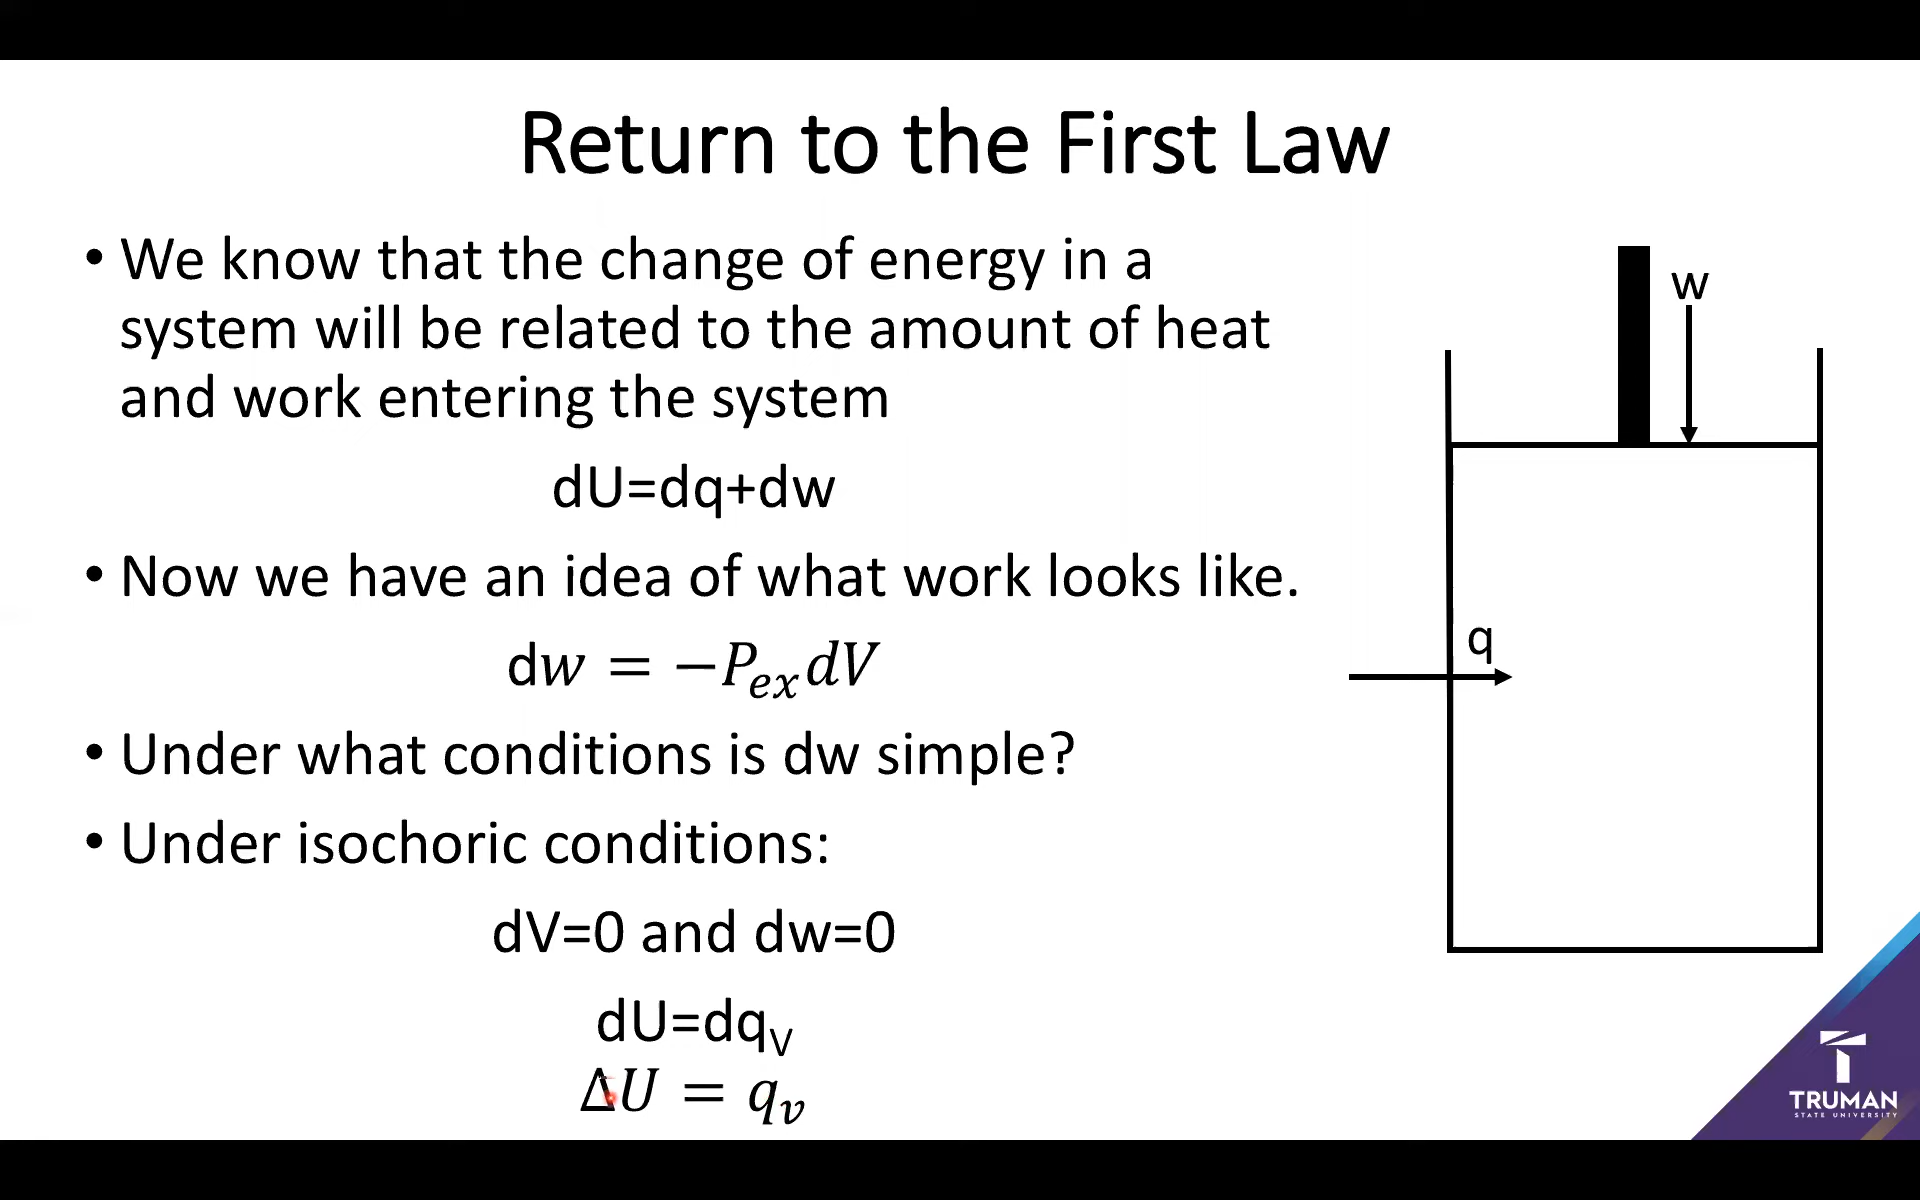 Return to the First Law
• We know that the change of energy in a
system will be related to the amount of heat
and work entering the system
dU=dq+dw
• Now we have an idea of what work looks like.
dw = −P_{ex}dV
• Under what conditions is dw simple?
• Under isochoric conditions:
dV=0 and dw=0
dU=dq_V
ΔU = q_v
w
q
TRUMAN
STATE UNIVERSITY